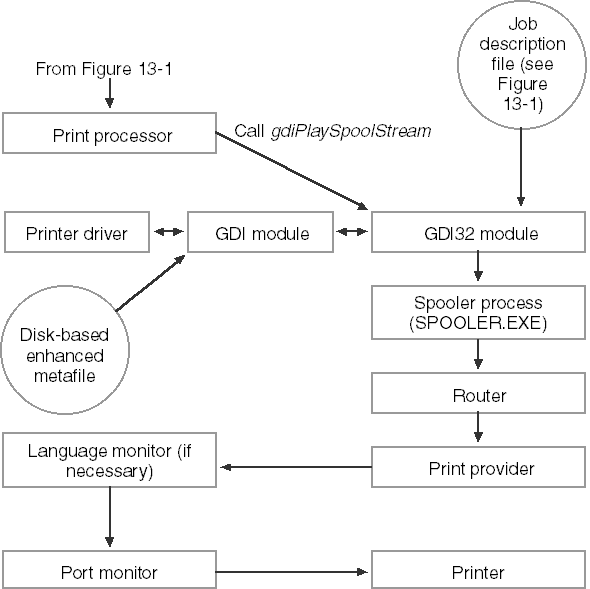 Job
description
file (see
Figure
13-1)
From Figure 13-1
Print processor
Call gdiPlaySpoolStream
Printer driver
GDI module
GDI32 module
Disk-based
enhanced
metafile
Spooler process
(SPOOLER.EXE)
Router
Language monitor (if
necessary)
Print provider
Port monitor
Printer